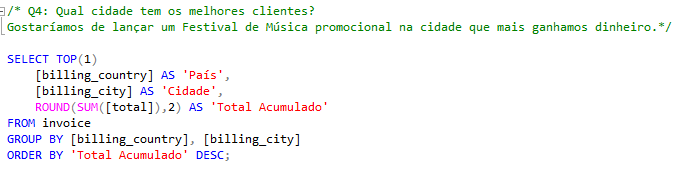 /* Q4: Qual cidade tem os melhores clientes?
Gostaríamos de lançar um Festival de Música promocional na cidade que mais ganhamos dinheiro.*/
SELECT TOP(1)
[billing_country] AS 'País',
[billing_city] AS 'Cidade',
ROUND(SUM([total]),2) AS 'Total Acumulado'
FROM invoice
GROUP BY [billing_country], [billing_city]
ORDER BY 'Total Acumulado' DESC;